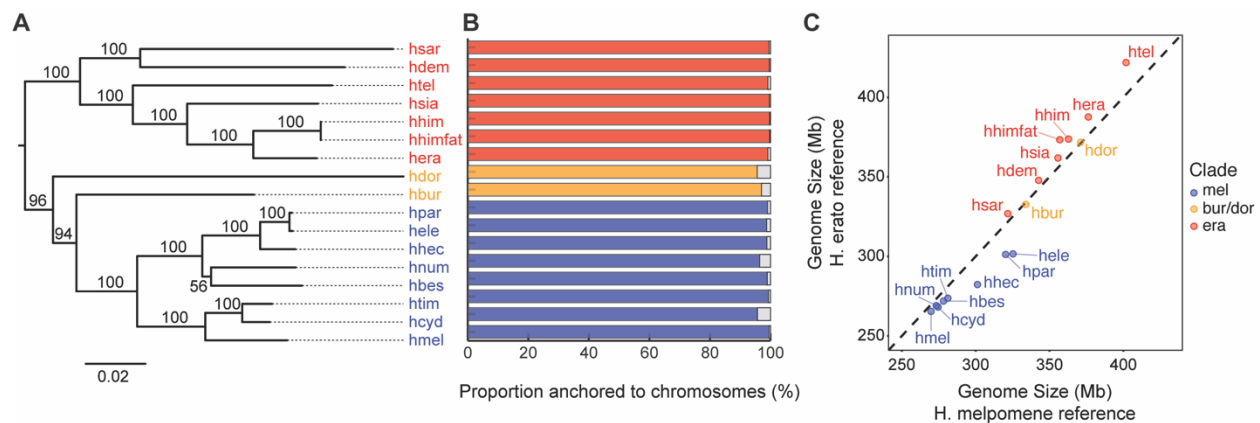 A
100
100
100
100
100
100
100
96
94
100
100
100
100
56
100
100
0.02
hsar
hdem
htel
hsia
hhim
hhimfat
hera
hdor
hbur
hpar
hele
hhec
hnum
hbes
htim
hcyd
hmel
B
0 20 40 60 80 100
Proportion anchored to chromosomes (%)
C
Genome Size (Mb)
H. erato reference
400
350
300
250
250 300 350 400
Genome Size (Mb)
H. melpomene reference
htel
hera
hhim
hhimfat
hdor
hsia
hdem
hsar
hbur
hele
hpar
hhec
htim
hnum
hbes
hcyd
hmel
Clade
mel
bur/dor
era